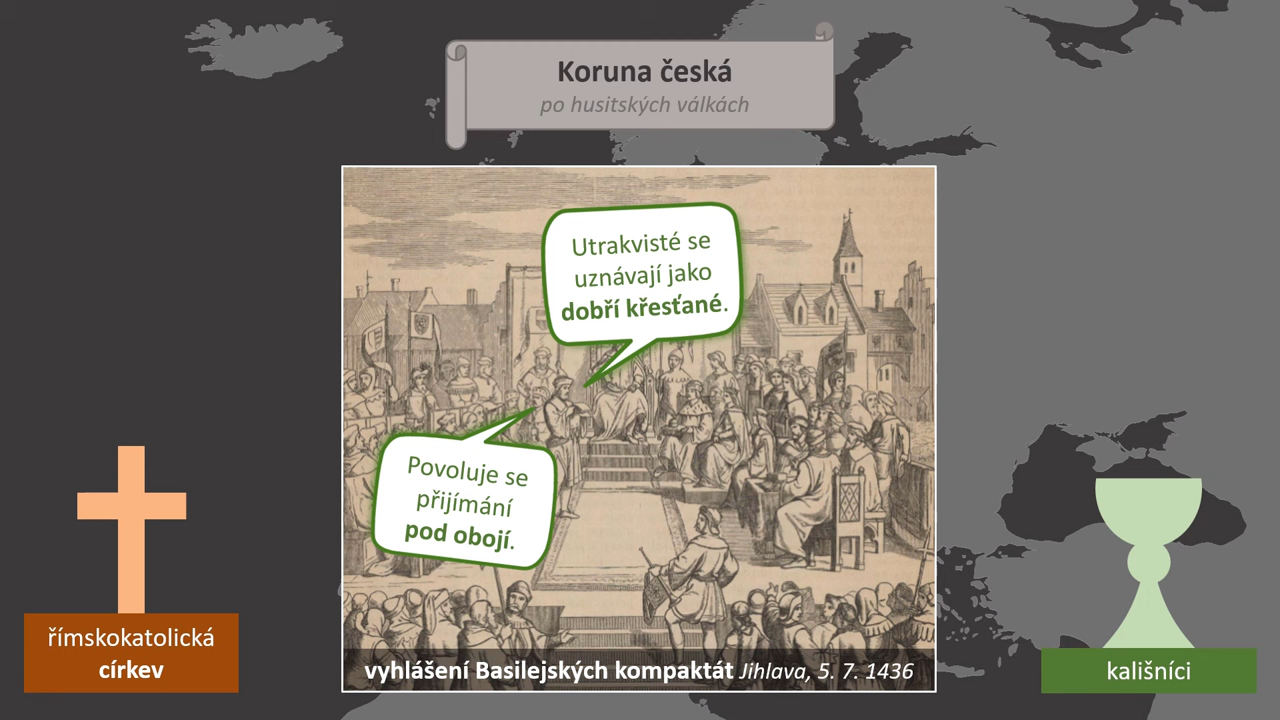 Koruna česká
po husitských válkách
Utrakvisté se
uznávají jako
dobří křesťané.
Povoluje se
přijímání
pod obojí.
římskokatolická
církev
vyhlášení Basilejských kompaktát Jihlava, 5. 7. 1436
kališníci